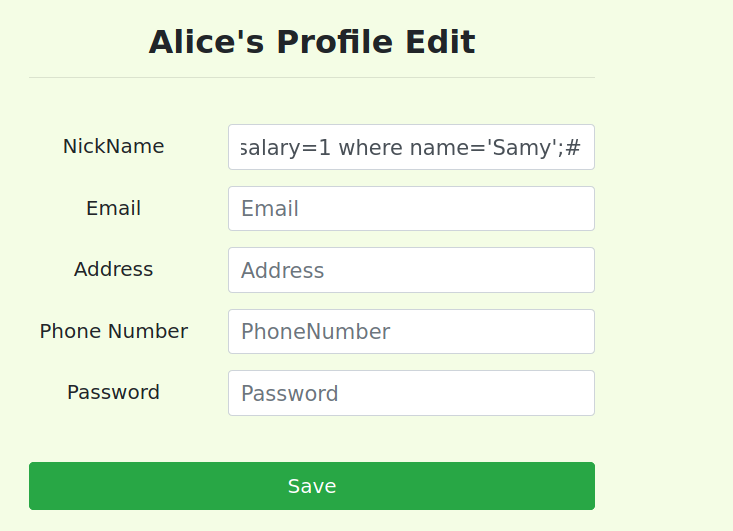 Alice's Profile Edit
NickName
salary=1 where name='Samy';#
Email
Email
Address
Address
Phone Number
PhoneNumber
Password
Password
Save